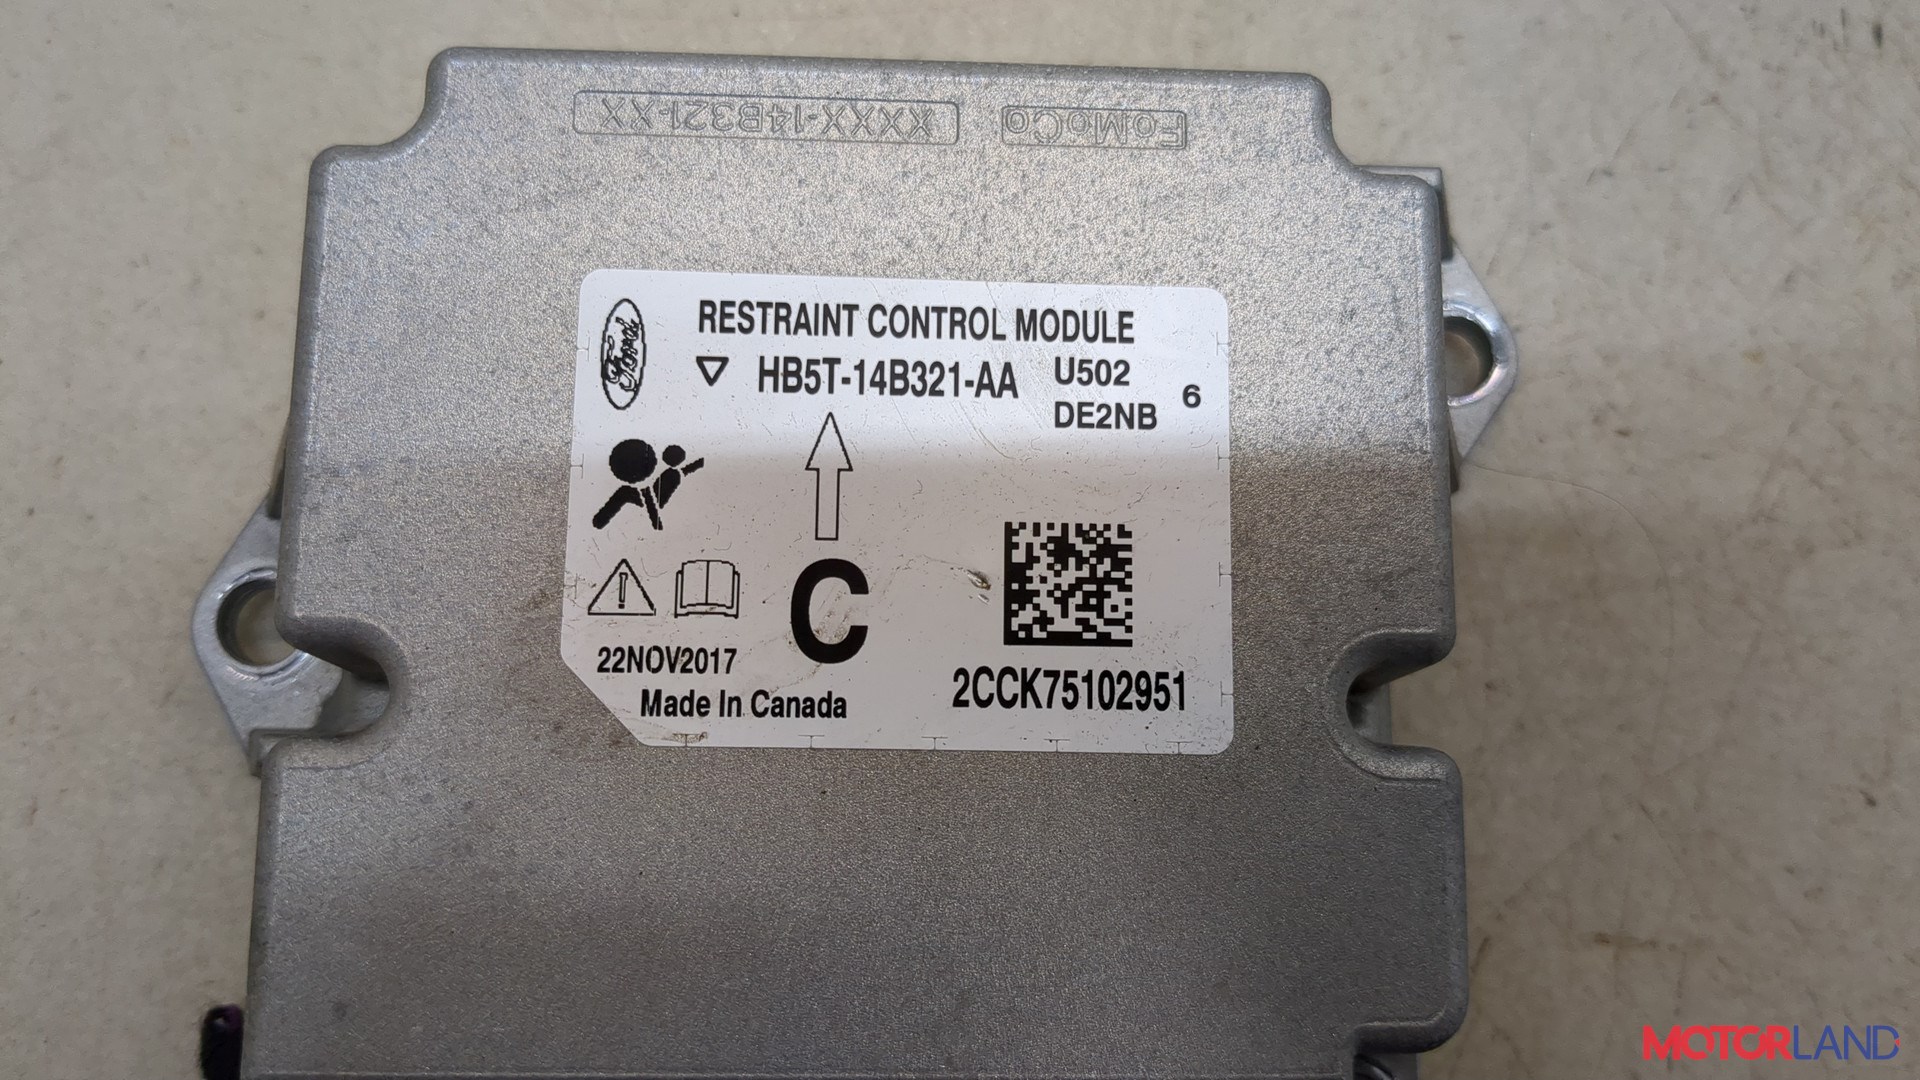 XXXX-14B321-XX FoMoCo
Ford
RESTRAINT CONTROL MODULE
HB5T-14B321-AA
U502
DE2NB
6
C
22NOV2017
Made In Canada
2CCK75102951
MOTORLAND